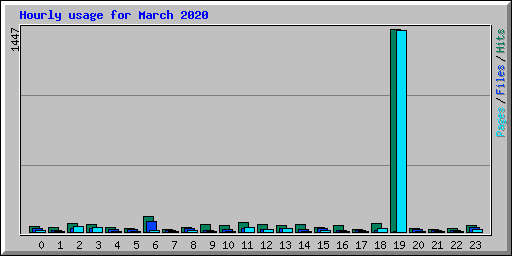 Hourly usage for March 2020
1447
Pages/Files/Hits
0 1 2 3 4 5 6 7 8 9 10 11 12 13 14 15 16 17 18 19 20 21 22 23